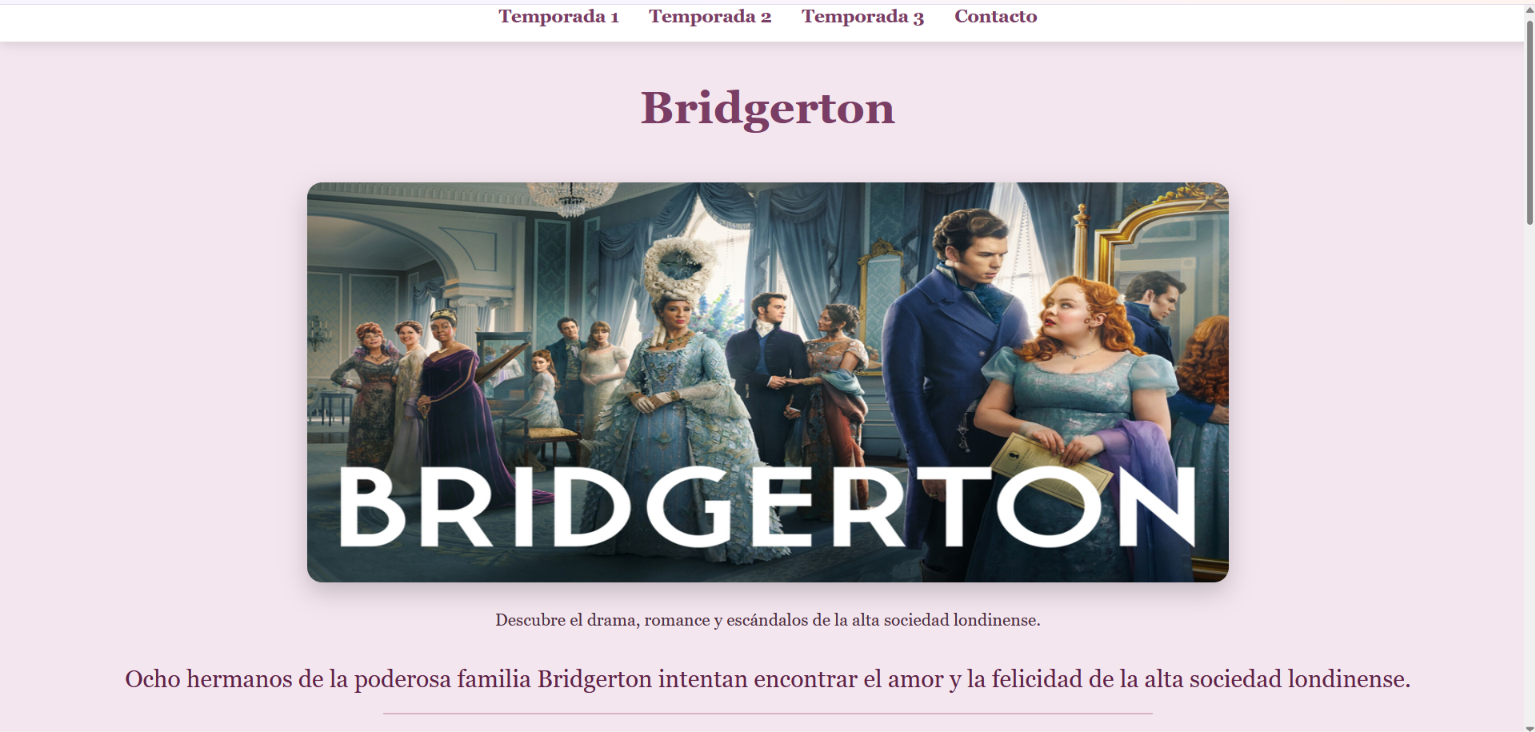 Temporada 1 Temporada 2 Temporada 3 Contacto
Bridgerton
BRIDGERTON
Descubre el drama, romance y escándalos de la alta sociedad londinense.
Ocho hermanos de la poderosa familia Bridgerton intentan encontrar el amor y la felicidad de la alta sociedad londinense.